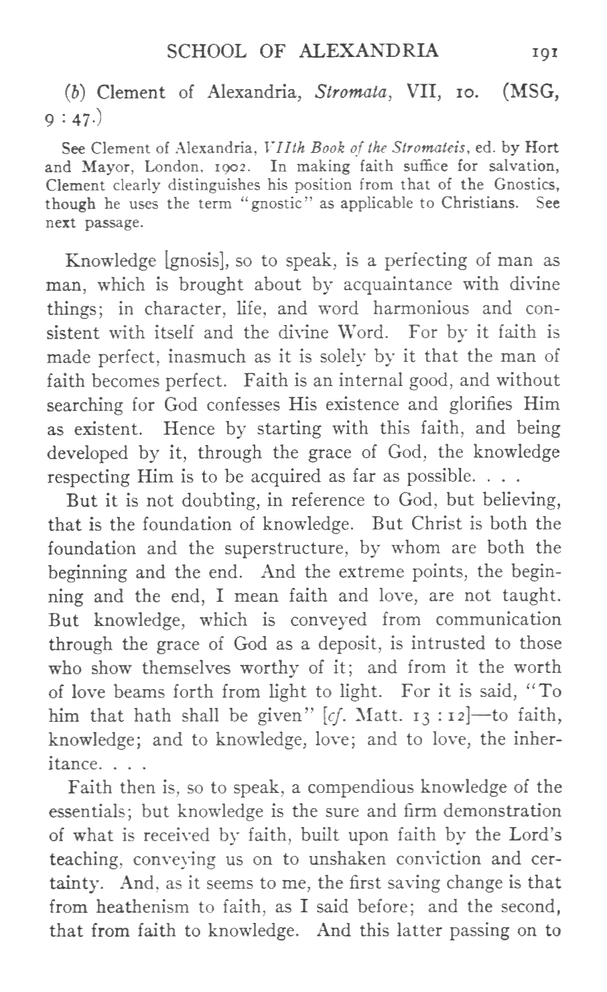 SCHOOL OF ALEXANDRIA 191
(b) Clement of Alexandria, Stromata, VII, 10. (MSG,
9 : 47.)
See Clement of Alexandria, VIIth Book of the Stromateis, ed. by Hort
and Mayor, London, 1902. In making faith suffice for salvation,
Clement clearly distinguishes his position from that of the Gnostics,
though he uses the term "gnostic" as applicable to Christians. See
next passage.
Knowledge [gnosis], so to speak, is a perfecting of man as
man, which is brought about by acquaintance with divine
things; in character, life, and word harmonious and con-
sistent with itself and the divine Word. For by it faith is
made perfect, inasmuch as it is solely by it that the man of
faith becomes perfect. Faith is an internal good, and without
searching for God confesses His existence and glorifies Him
as existent. Hence by starting with this faith, and being
developed by it, through the grace of God, the knowledge
respecting Him is to be acquired as far as possible. . . .
But it is not doubting, in reference to God, but believing,
that is the foundation of knowledge. But Christ is both the
foundation and the superstructure, by whom are both the
beginning and the end. And the extreme points, the begin-
ning and the end, I mean faith and love, are not taught.
But knowledge, which is conveyed from communication
through the grace of God as a deposit, is intrusted to those
who show themselves worthy of it; and from it the worth
of love beams forth from light to light. For it is said, "To
him that hath shall be given" [cf. Matt. 13 : 12]—to faith,
knowledge; and to knowledge, love; and to love, the inher-
itance. . . .
Faith then is, so to speak, a compendious knowledge of the
essentials; but knowledge is the sure and firm demonstration
of what is received by faith, built upon faith by the Lord's
teaching, conveying us on to unshaken conviction and cer-
tainty. And, as it seems to me, the first saving change is that
from heathenism to faith, as I said before; and the second,
that from faith to knowledge. And this latter passing on to